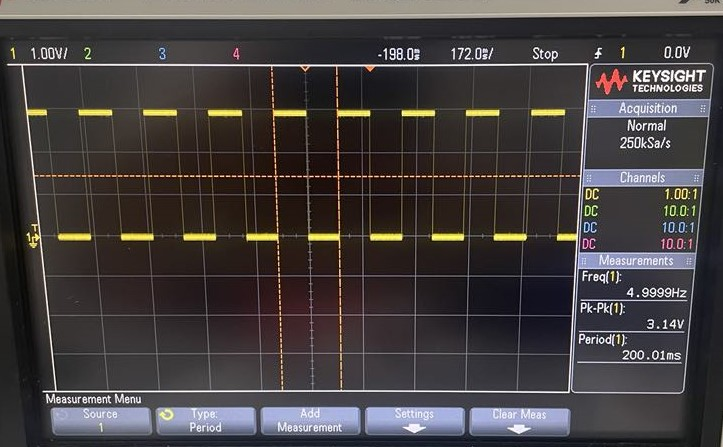 1 1.00V/ 2 3 4 -198.0ms 172.0ms/ Stop 1 0.0V
KEYSIGHT
TECHNOLOGIES
Acquisition
Normal
250kSa/s
Channels
DC 1.00:1
DC 10.0:1
DC 10.0:1
DC 10.0:1
Measurements
Freq(1):
4.9999Hz
Pk-Pk(1):
3.14V
Period(1):
200.01ms
T
1
Measurement Menu
Source
1
Type:
Period
Add
Measurement
Settings
Clear Meas